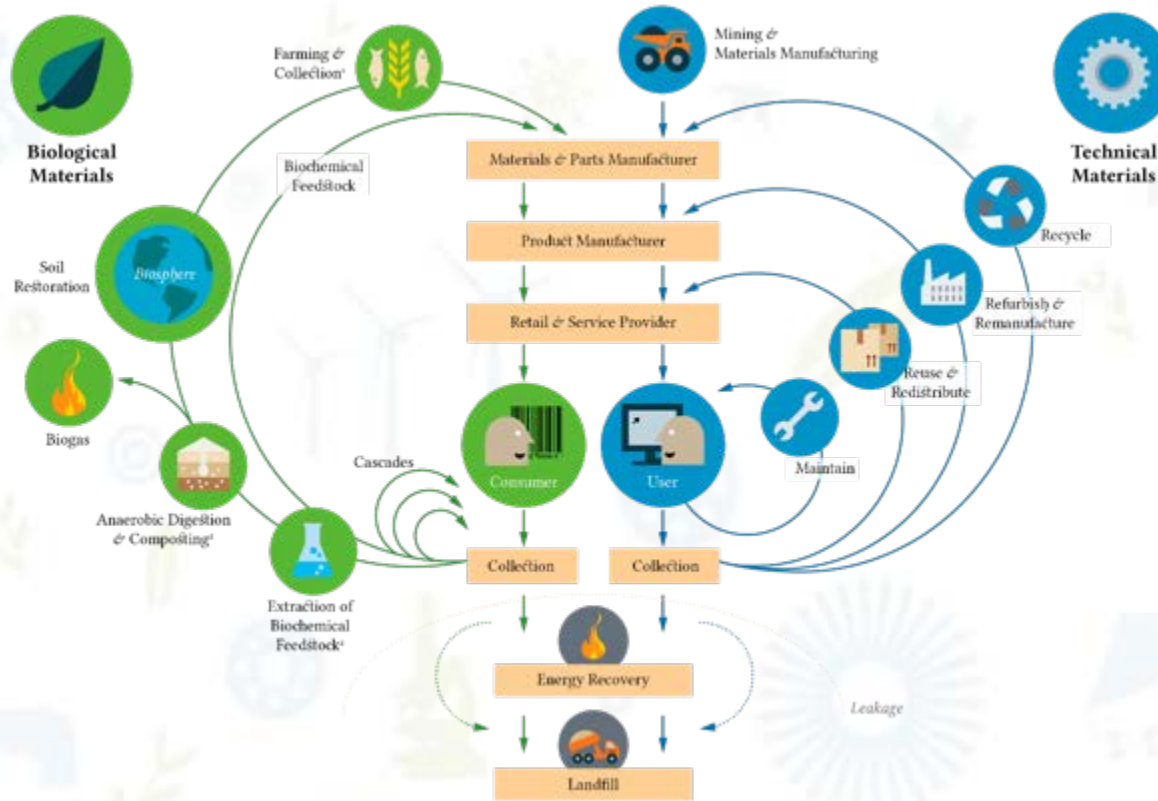 Farming &
Collection¹
Mining &
Materials Manufacturing
Biological
Materials
Technical
Materials
Biochemical
Feedstock
Materials & Parts Manufacturer
Recycle
Product Manufacturer
Biosphere
Soil
Restoration
Refurbish &
Remanufacture
Retail & Service Provider
Reuse &
Redistribute
Biogas
Maintain
Cascades
Consumer
User
Anaerobic Digestion
& Composting²
Collection
Collection
Extraction of
Biochemical
Feedstock²
Energy Recovery
Leakage
Landfill